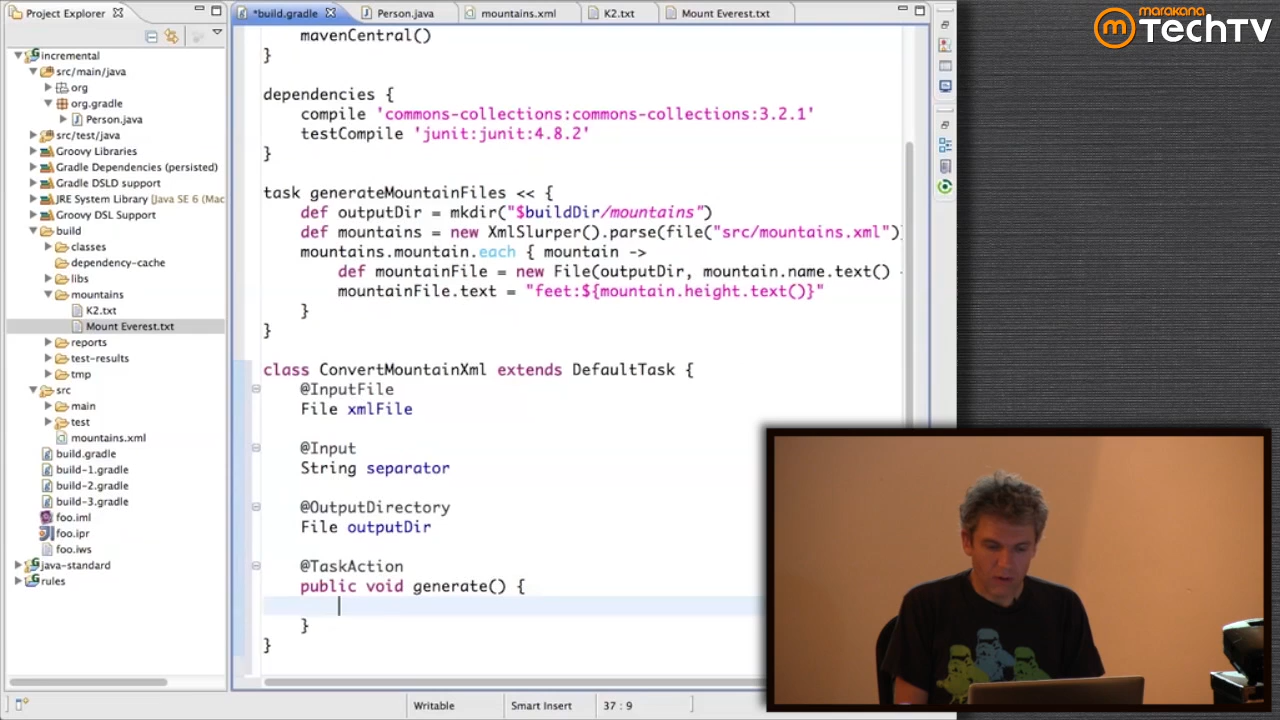 Project Explorer
incremental
src/main/java
org
org.gradle
Person.java
src/test/java
Groovy Libraries
Gradle Dependencies (persisted)
Gradle DSLD support
JRE System Library [Java SE 6 (Mac
Groovy DSL Support
build
classes
dependency-cache
libs
mountains
K2.txt
Mount Everest.txt
reports
test-results
tmp
src
main
test
mountains.xml
build.gradle
build-1.gradle
build-2.gradle
build-3.gradle
foo.iml
foo.ipr
foo.iws
java-standard
rules
*build.gradle
Person.java
mountains.xml
K2.txt
Mount Everest.txt
mavenCentral()
}
dependencies {
compile 'commons-collections:commons-collections:3.2.1'
testCompile 'junit:junit:4.8.2'
}
task generateMountainFiles << {
def outputDir = mkdir("$buildDir/mountains")
def mountains = new XmlSlurper().parse(file("src/mountains.xml")
mountains.mountain.each { mountain ->
def mountainFile = new File(outputDir, mountain.name.text()
mountainFile.text = "feet:${mountain.height.text()}"
}
}
class ConvertMountainXml extends DefaultTask {
@InputFile
File xmlFile
@Input
String separator
@OutputDirectory
File outputDir
@TaskAction
public void generate() {
}
}
Writable
Smart Insert
37 : 9
marakana
TechTV